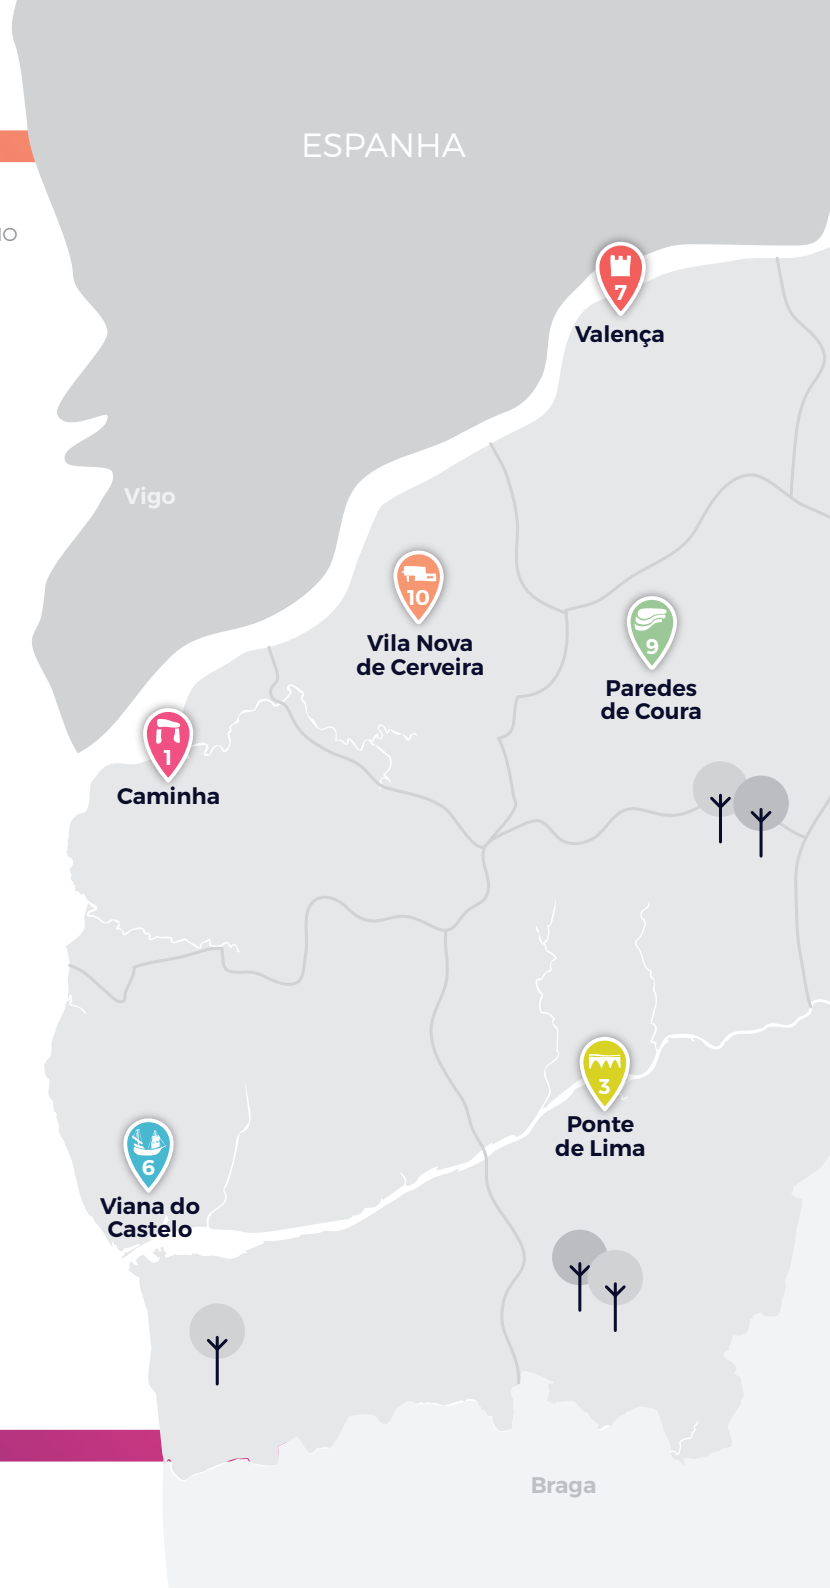 ESPANHA
7
Valença
Vigo
10
Vila Nova
de Cerveira
9
Paredes
de Coura
1
Caminha
3
Ponte
de Lima
6
Viana do
Castelo
Braga